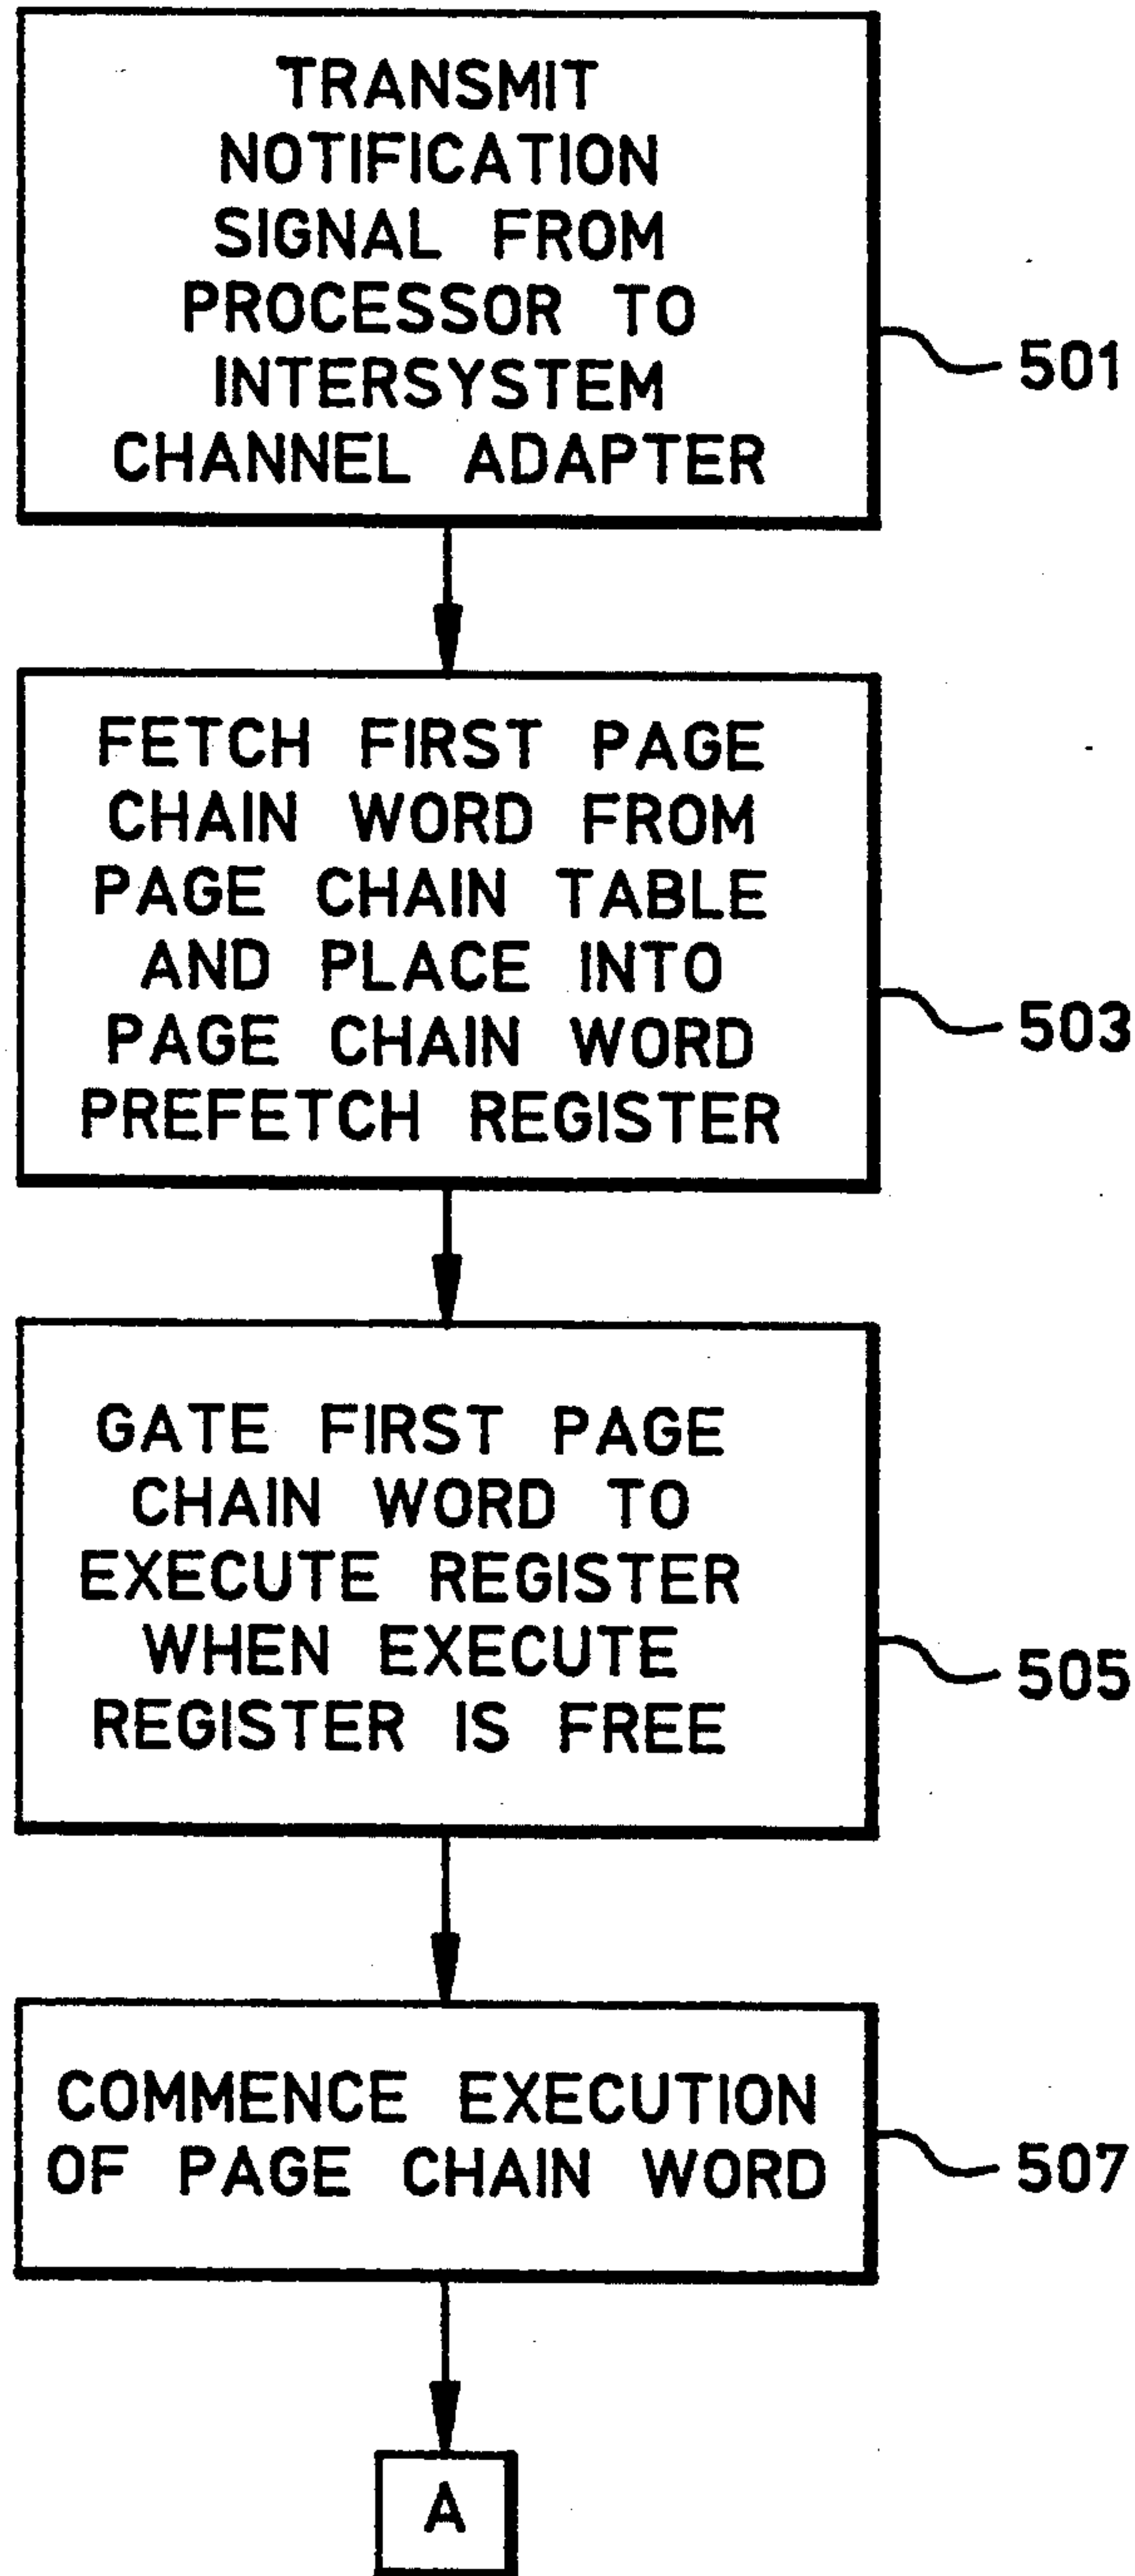 TRANSMIT
NOTIFICATION
SIGNAL FROM
PROCESSOR TO
INTERSYSTEM
CHANNEL ADAPTER
501
FETCH FIRST PAGE
CHAIN WORD FROM
PAGE CHAIN TABLE
AND PLACE INTO
PAGE CHAIN WORD
PREFETCH REGISTER
503
GATE FIRST PAGE
CHAIN WORD TO
EXECUTE REGISTER
WHEN EXECUTE
REGISTER IS FREE
505
COMMENCE EXECUTION
OF PAGE CHAIN WORD
507
A